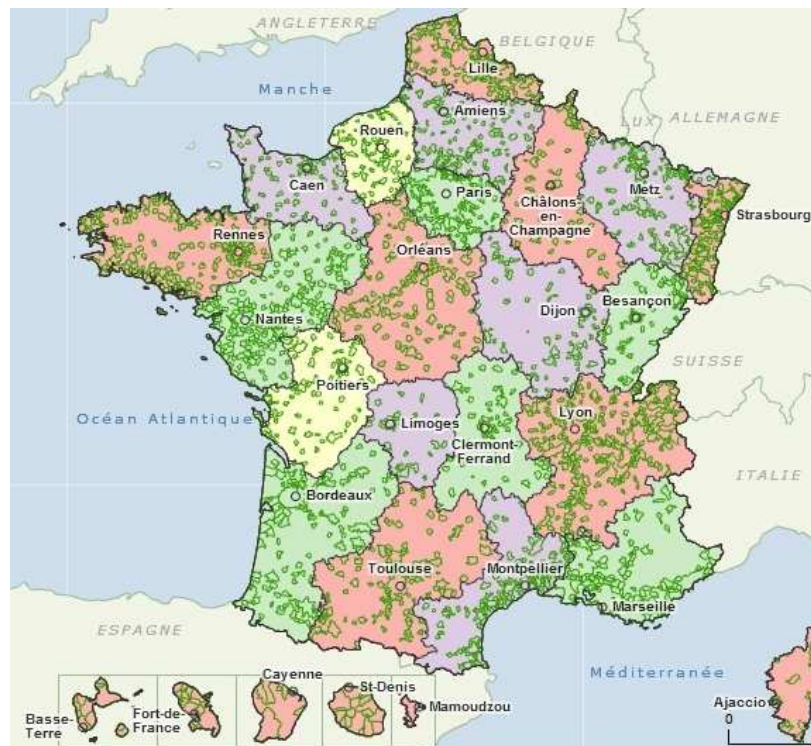 ANGLETERRE
BELGIQUE
Lille
Manche
Amiens
LUX
ALLEMAGNE
Rouen
Caen
Paris
Metz
Châlons-
en-
Champagne
Strasbourg
Rennes
Orléans
Nantes
Dijon
Besançon
SUISSE
Poitiers
Océan Atlantique
Limoges
Lyon
Clermont-
Ferrand
ITALIE
Bordeaux
Toulouse
Montpellier
Marseille
ESPAGNE
Méditerranée
Cayenne
St-Denis
Mamoudzou
Ajaccio
Basse-
Terre
Fort-de-
France
0